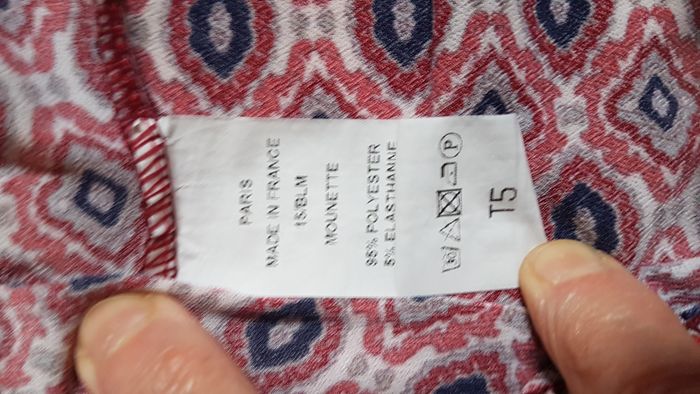 PARIS
MADE IN FRANCE
15/BLM
MOUNETTE
95% POLYESTER
5% ELASTHANNE
P
T5